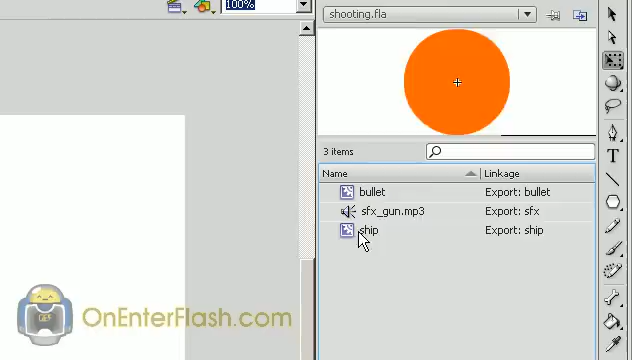 100%
shooting.fla
3 items
Name Linkage
bullet Export: bullet
sfx_gun.mp3 Export: sfx
ship Export: ship
OnEnterFlash.com